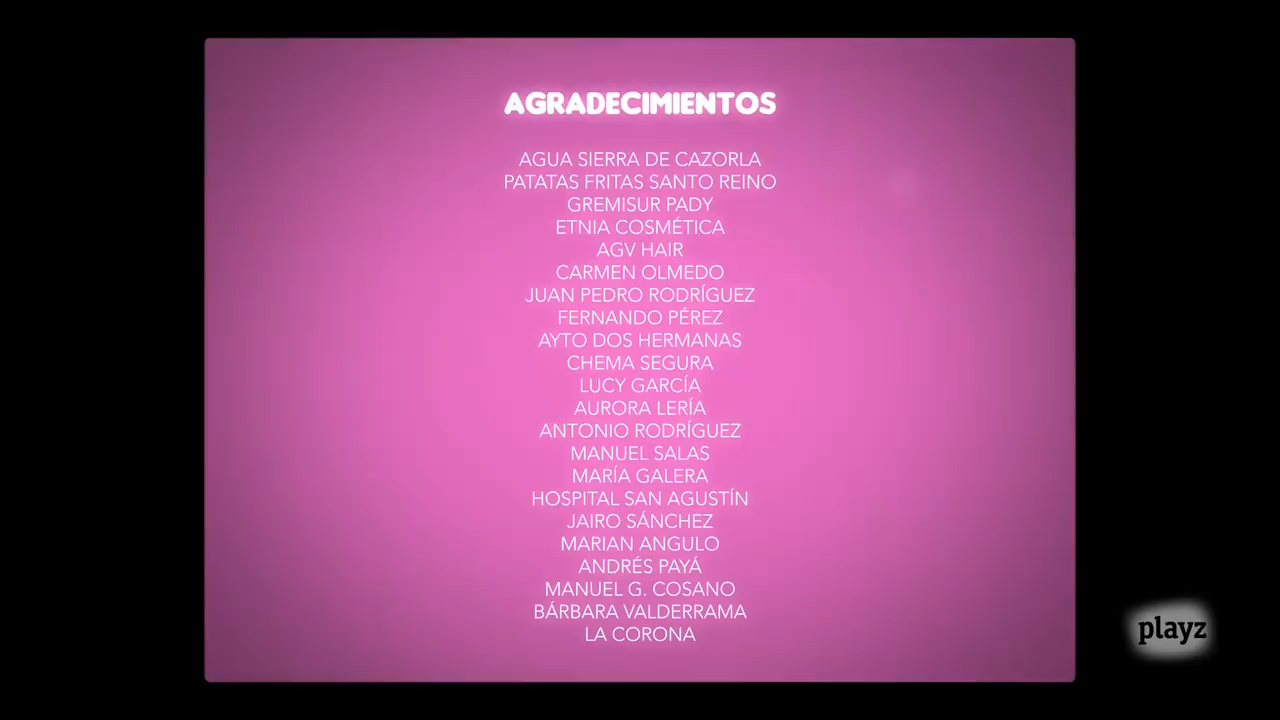 AGRADECIMIENTOS
AGUA SIERRA DE CAZORLA
PATATAS FRITAS SANTO REINO
GREMISUR PADY
ETNIA COSMÉTICA
AGV HAIR
CARMEN OLMEDO
JUAN PEDRO RODRÍGUEZ
FERNANDO PÉREZ
AYTO DOS HERMANAS
CHEMA SEGURA
LUCY GARCÍA
AURORA LERÍA
ANTONIO RODRÍGUEZ
MANUEL SALAS
MARÍA GALERA
HOSPITAL SAN AGUSTÍN
JAIRO SÁNCHEZ
MARIAN ANGULO
ANDRÉS PAYÁ
MANUEL G. COSANO
BÁRBARA VALDERRAMA
LA CORONA
playz